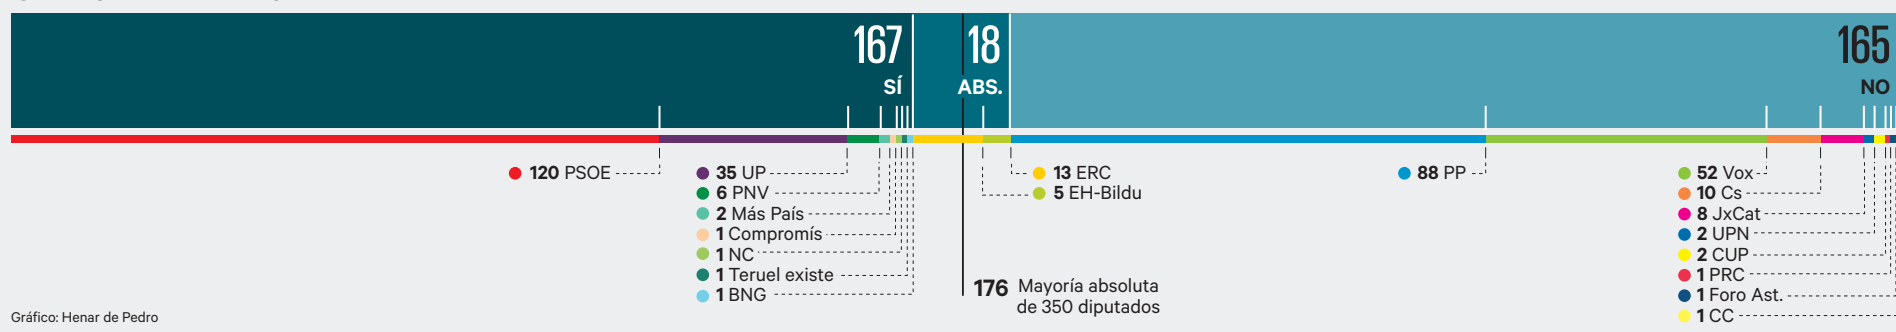 167
SÍ
18
ABS.
165
NO
120 PSOE
35 UP
6 PNV
2 Más País
1 Compromís
1 NC
1 Teruel existe
1 BNG
13 ERC
5 EH-Bildu
176 Mayoría absoluta
de 350 diputados
88 PP
52 Vox
10 Cs
8 JxCat
2 UPN
2 CUP
1 PRC
1 Foro Ast.
1 CC
Gráfico: Henar de Pedro